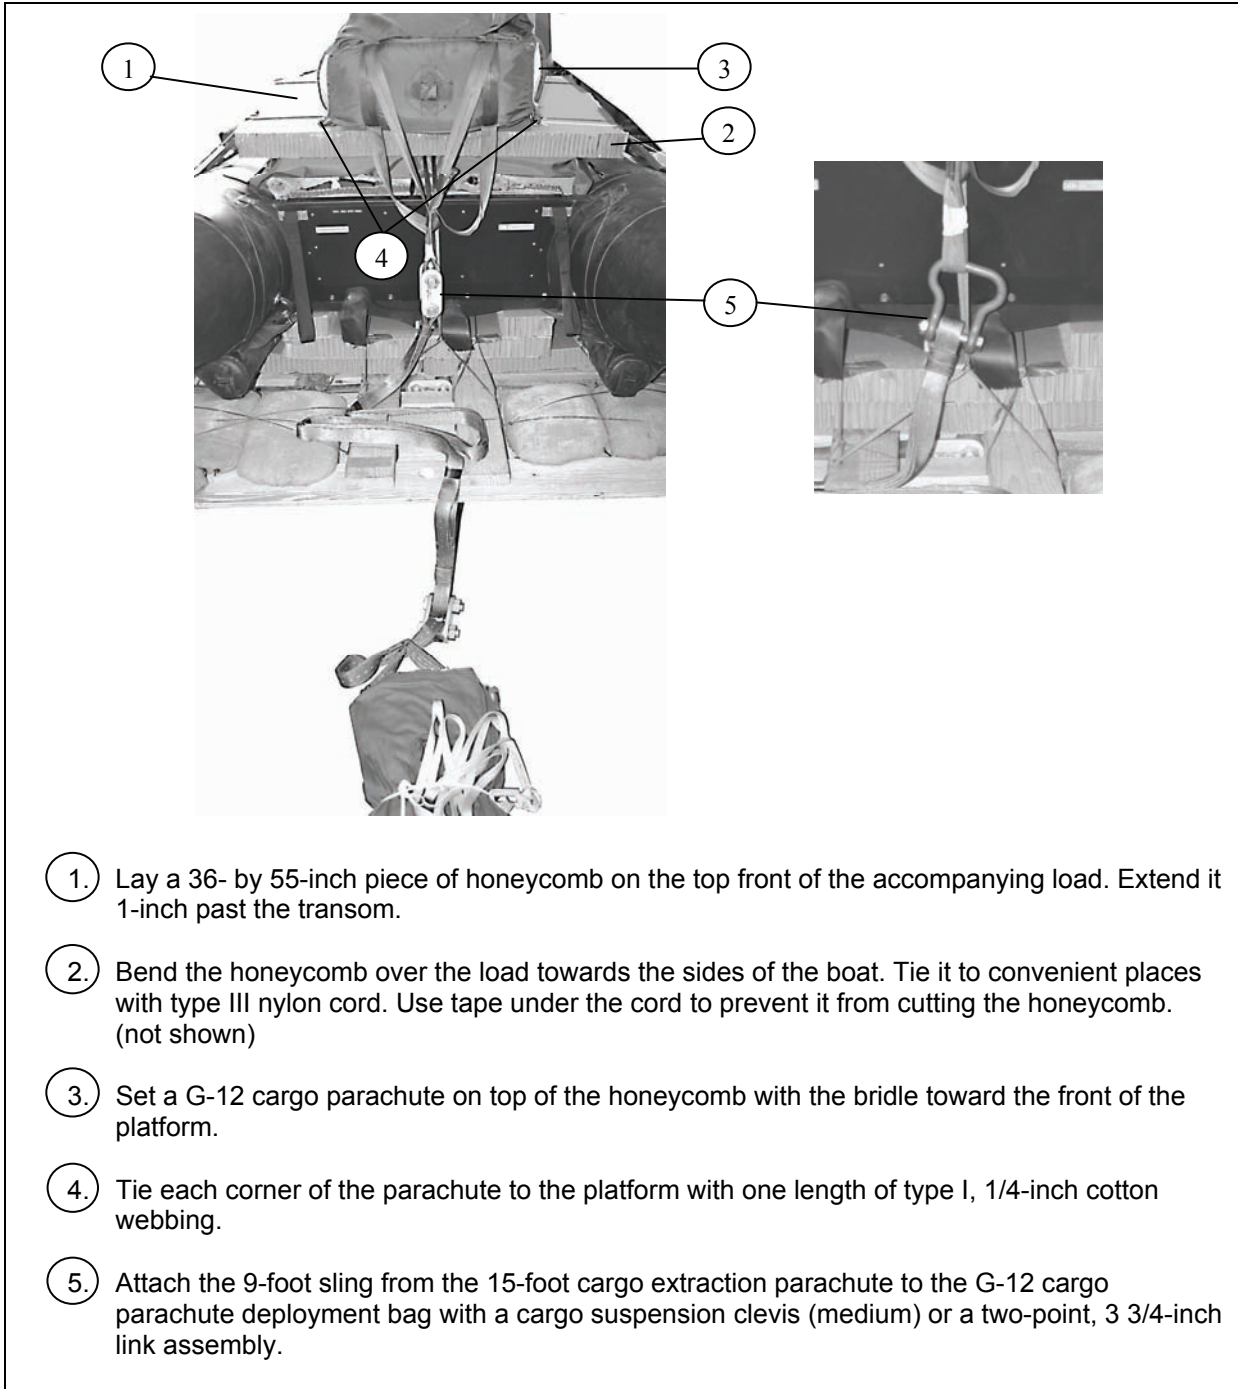 1
3
2
4
5
1. Lay a 36- by 55-inch piece of honeycomb on the top front of the accompanying load. Extend it
1-inch past the transom.
2. Bend the honeycomb over the load towards the sides of the boat. Tie it to convenient places
with type III nylon cord. Use tape under the cord to prevent it from cutting the honeycomb.
(not shown)
3. Set a G-12 cargo parachute on top of the honeycomb with the bridle toward the front of the
platform.
4. Tie each corner of the parachute to the platform with one length of type I, 1/4-inch cotton
webbing.
5. Attach the 9-foot sling from the 15-foot cargo extraction parachute to the G-12 cargo
parachute deployment bag with a cargo suspension clevis (medium) or a two-point, 3 3/4-inch
link assembly.